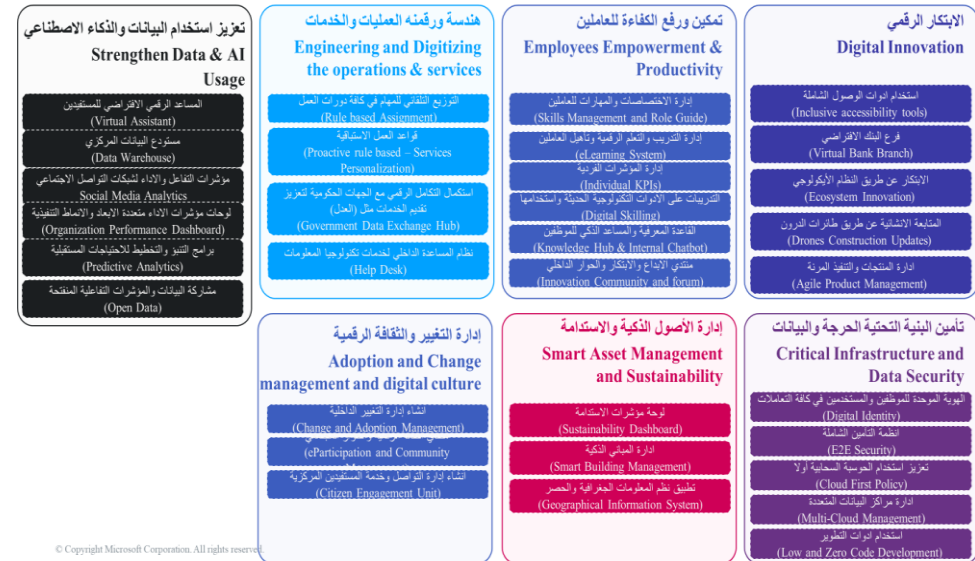 الابتكار الرقمي
Digital Innovation
استخدام ادوات الوصول الشاملة
(Inclusive accessibility tools)
فرع البنك الافتراضي
(Virtual Bank Branch)
الابتكار عن طريق النظام الأيكولوجي
(Ecosystem Innovation)
المتابعة الانشائية عن طريق طائرات الدرون
(Drones Construction Updates)
ادارة المنتجات والتنفيذ المرنة
(Agile Product Management)
تمكين ورفع الكفاءة للعاملين
Employees Empowerment &
Productivity
إدارة الاختصاصات والمهارات للعاملين
(Skills Management and Role Guide)
إدارة التدريب والتعلم الرقمية وتأهيل العاملين
(eLearning System)
إدارة المؤشرات الفردية
(Individual KPIs)
التدريبات على الأدوات التكنولوجية الحديثة واستخدامها
(Digital Skilling)
القاعدة المعرفية والمساعد الذكي للموظفين
(Knowledge Hub & Internal Chatbot)
منتدي الابداع والابتكار والحوار الداخلي
(Innovation Community and forum)
هندسة ورقمنه العمليات والخدمات
Engineering and Digitizing
the operations & services
التوزيع التلقائي للمهام في كافة دورات العمل
(Rule based Assignment)
قواعد العمل الاستباقية
(Proactive rule based – Services
Personalization)
استكمال التكامل الرقمي مع الجهات الحكومية لتعزيز
تقديم الخدمات مثل (العدل)
(Government Data Exchange Hub)
نظام المساعدة الداخلي لخدمات تكنولوجيا المعلومات
(Help Desk)
تعزيز استخدام البيانات والذكاء الاصطناعي
Strengthen Data & AI
Usage
المساعد الرقمي الافتراضي للمستفيدين
(Virtual Assistant)
مستودع البيانات المركزي
(Data Warehouse)
مؤشرات التفاعل والاداء لشبكات التواصل الاجتماعي
Social Media Analytics
لوحات مؤشرات الاداء متعددة الابعاد والانماط التنفيذية
(Organization Performance Dashboard)
برامج التنبؤ والتخطيط للاحتياجات المستقبلية
(Predictive Analytics)
مشاركة البيانات والمؤشرات التفاعلية المنفتحة
(Open Data)
تأمين البنية التحتية الحرجة والبيانات
Critical Infrastructure and
Data Security
الهوية الموحدة للموظفين والمستخدمين في كافة التعاملات
(Digital Identity)
انظمة التأمين الشاملة
(E2E Security)
تعزيز استخدام الحوسبة السحابية أولا
(Cloud First Policy)
ادارة مراكز البيانات المتعددة
(Multi-Cloud Management)
استخدام ادوات التطوير
(Low and Zero Code Development)
إدارة الأصول الذكية والاستدامة
Smart Asset Management
and Sustainability
لوحة مؤشرات الاستدامة
(Sustainability Dashboard)
ادارة المباني الذكية
(Smart Building Management)
تطبيق نظم المعلومات الجغرافية والحصر
(Geographical Information System)
إدارة التغيير والثقافة الرقمية
Adoption and Change
management and digital culture
انشاء إدارة التغيير الداخلية
(Change and Adoption Management)
(eParticipation and Community
انشاء إدارة التواصل وخدمة المستفيدين المركزية
(Citizen Engagement Unit)
© Copyright Microsoft Corporation. All rights reserved.